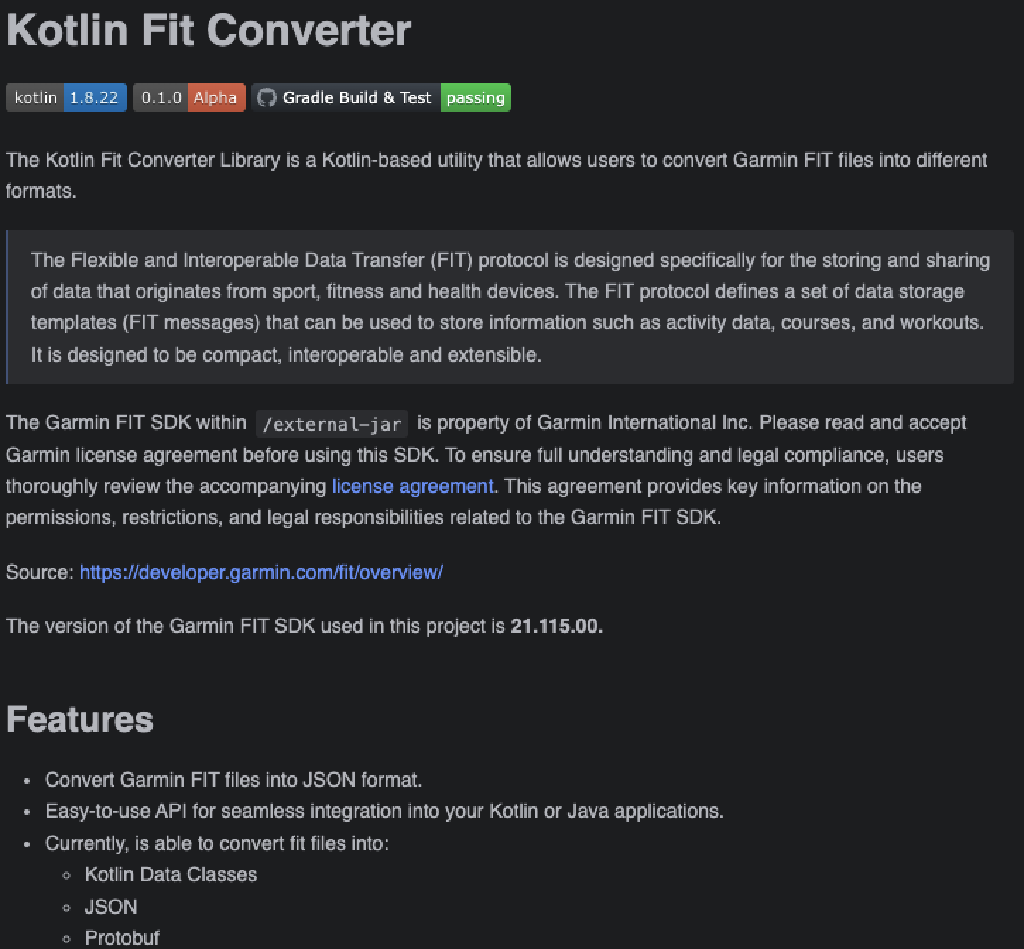 Kotlin Fit Converter
kotlin 1.8.22 0.1.0 Alpha Gradle Build & Test passing
The Kotlin Fit Converter Library is a Kotlin-based utility that allows users to convert Garmin FIT files into different
formats.
The Flexible and Interoperable Data Transfer (FIT) protocol is designed specifically for the storing and sharing
of data that originates from sport, fitness and health devices. The FIT protocol defines a set of data storage
templates (FIT messages) that can be used to store information such as activity data, courses, and workouts.
It is designed to be compact, interoperable and extensible.
The Garmin FIT SDK within /external-jar is property of Garmin International Inc. Please read and accept
Garmin license agreement before using this SDK. To ensure full understanding and legal compliance, users
thoroughly review the accompanying license agreement. This agreement provides key information on the
permissions, restrictions, and legal responsibilities related to the Garmin FIT SDK.
Source: https://developer.garmin.com/fit/overview/
The version of the Garmin FIT SDK used in this project is 21.115.00.
Features
• Convert Garmin FIT files into JSON format.
• Easy-to-use API for seamless integration into your Kotlin or Java applications.
• Currently, is able to convert fit files into:
◦ Kotlin Data Classes
◦ JSON
◦ Protobuf